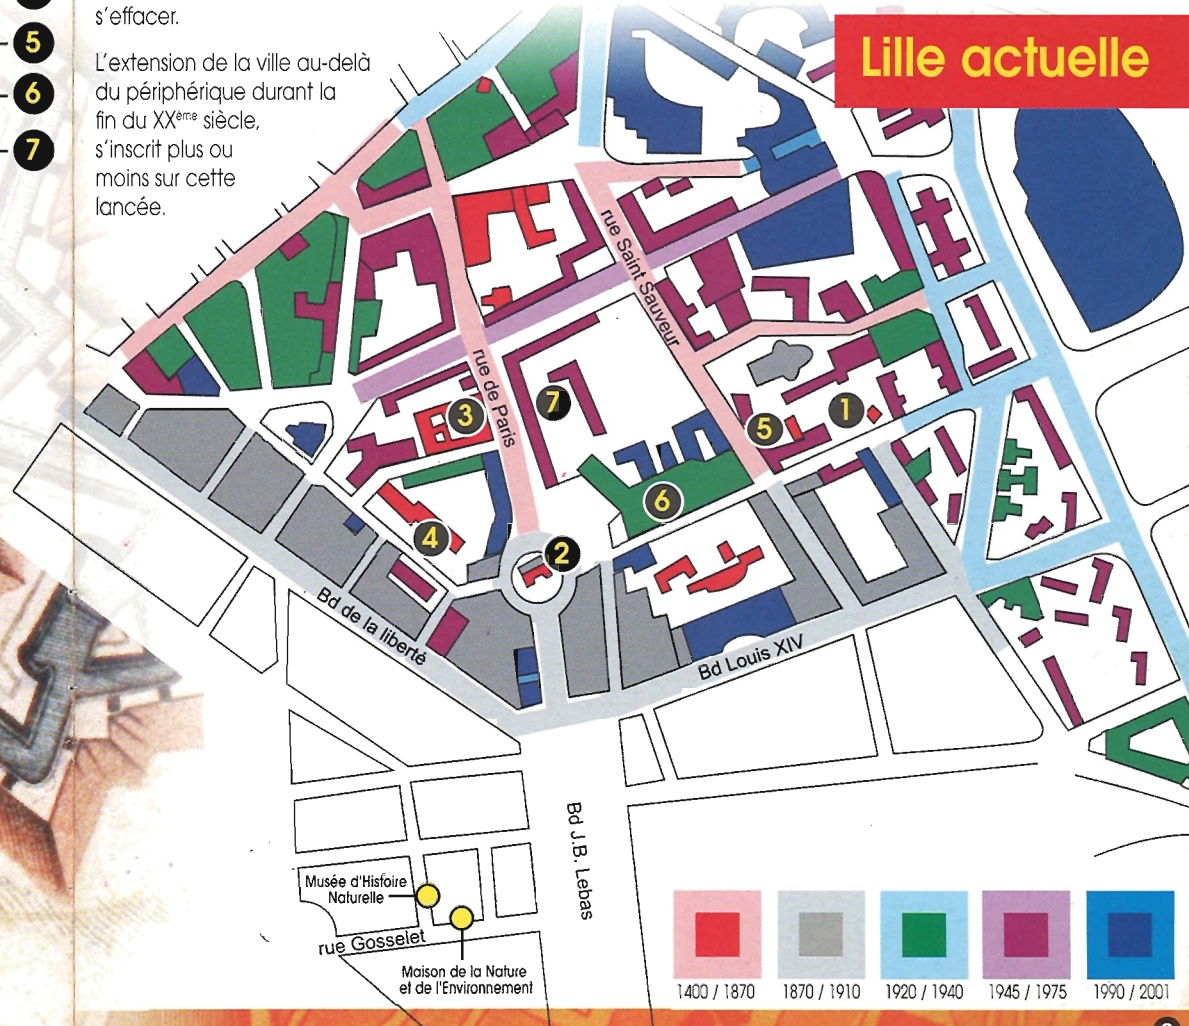 s'effacer.
5
6
7
L'extension de la ville au-delà
du périphérique durant la
fin du XXème siècle,
s'inscrit plus ou
moins sur cette
lancée.
Lille actuelle
rue Saint Sauveur
rue de Paris
3
7
5
1
6
4
2
Bd de la liberté
Bd Louis XIV
Bd J.B. Lebas
Musée d'Histoire
Naturelle
rue Gosselet
Maison de la Nature
et de l'Environnement
1400 / 1870
1870 / 1910
1920 / 1940
1945 / 1975
1990 / 2001